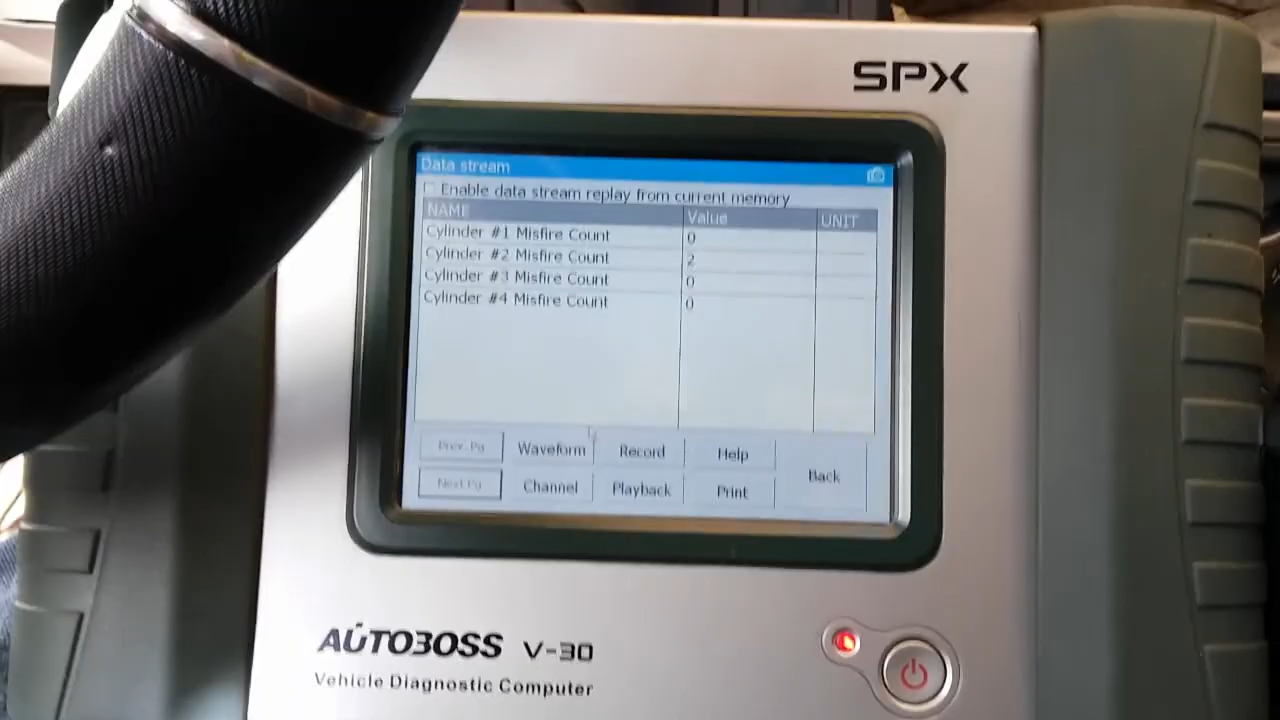 SPX
Data stream
Enable data stream replay from current memory
NAME Value UNIT
Cylinder #1 Misfire Count 0
Cylinder #2 Misfire Count 2
Cylinder #3 Misfire Count 0
Cylinder #4 Misfire Count 0
Prev. Pg Waveform Record Help
Back
Next Pg Channel Playback Print
AUTOBOSS V-30
Vehicle Diagnostic Computer